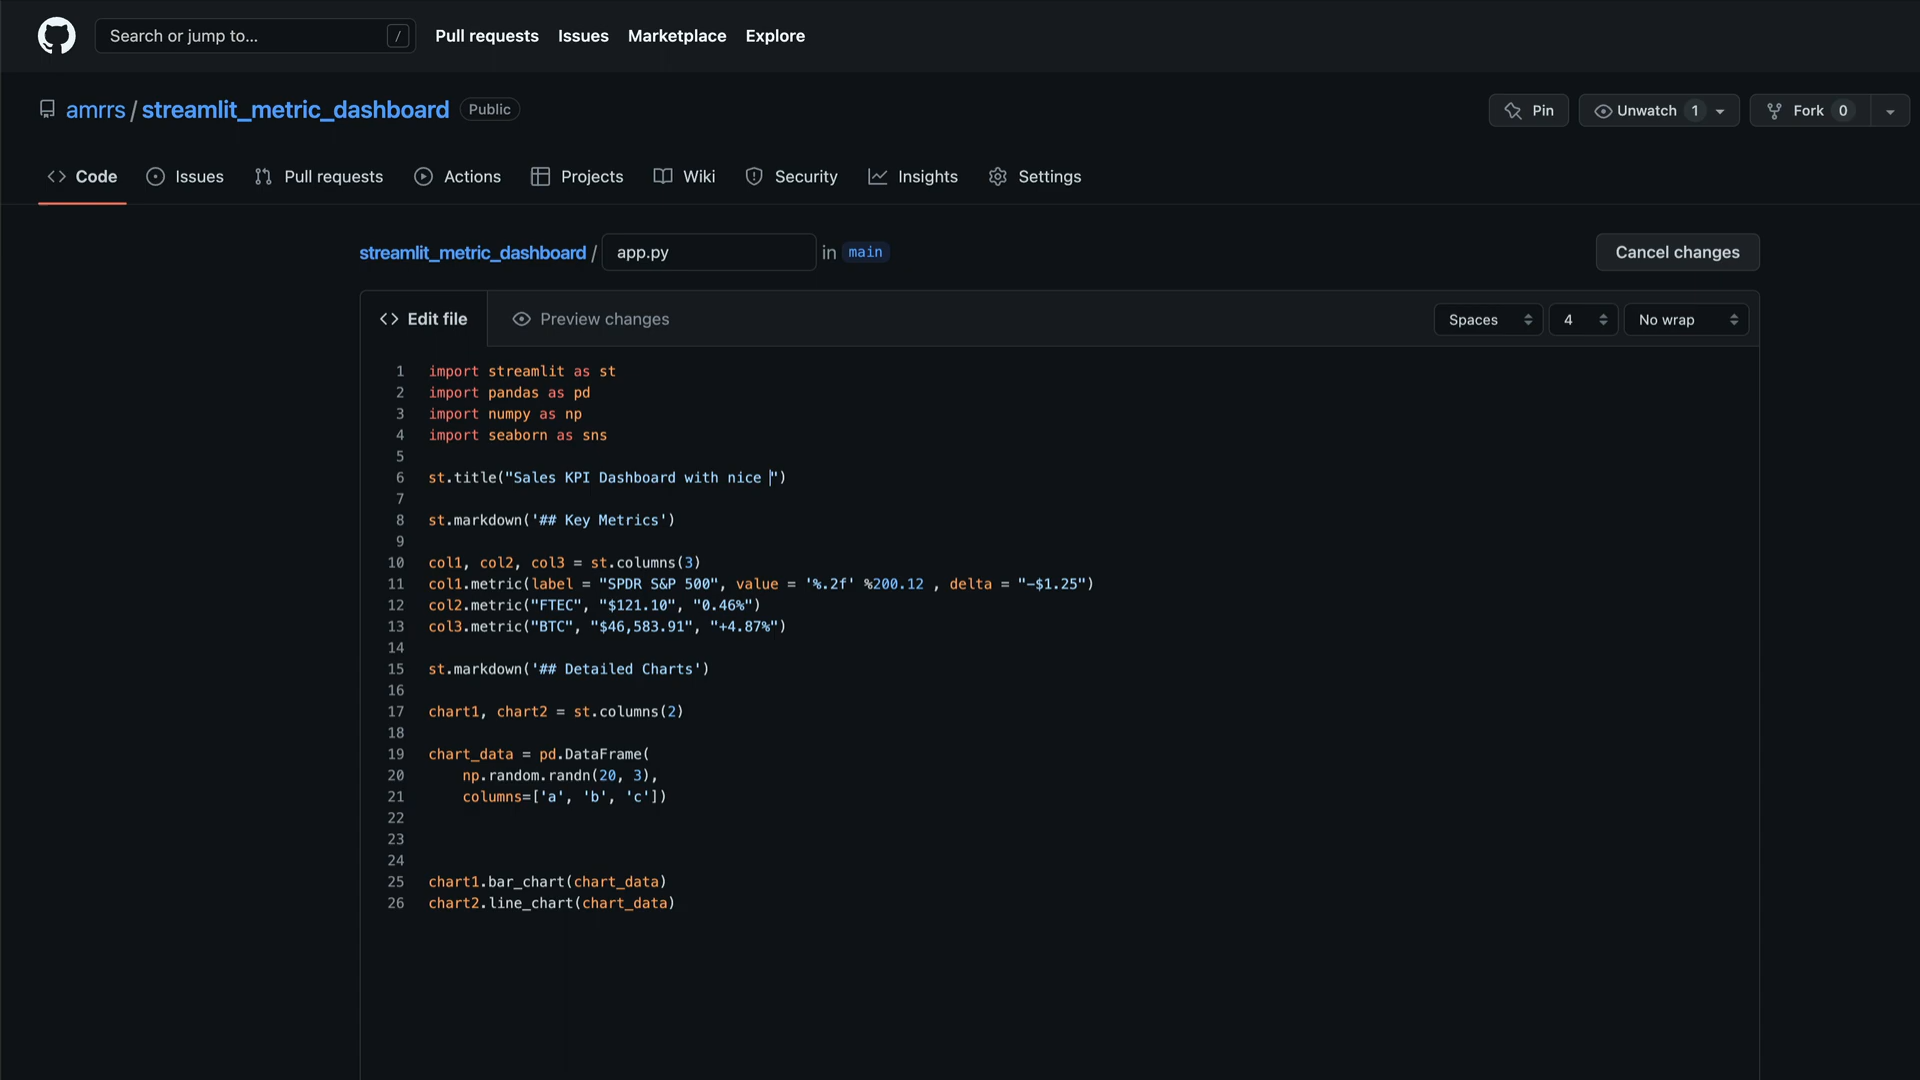 Search or jump to... /
Pull requests Issues Marketplace Explore
amrrs / streamlit_metric_dashboard Public
Pin Unwatch 1 Fork 0
Code Issues Pull requests Actions Projects Wiki Security Insights Settings
streamlit_metric_dashboard / app.py in main Cancel changes
Edit file Preview changes Spaces 4 No wrap
1 import streamlit as st
2 import pandas as pd
3 import numpy as np
4 import seaborn as sns
5
6 st.title("Sales KPI Dashboard with nice ")
7
8 st.markdown('## Key Metrics')
9
10 col1, col2, col3 = st.columns(3)
11 col1.metric(label = "SPDR S&P 500", value = '%.2f' %200.12 , delta = "-$1.25")
12 col2.metric("FTEC", "$121.10", "0.46%")
13 col3.metric("BTC", "$46,583.91", "+4.87%")
14
15 st.markdown('## Detailed Charts')
16
17 chart1, chart2 = st.columns(2)
18
19 chart_data = pd.DataFrame(
20     np.random.randn(20, 3),
21     columns=['a', 'b', 'c'])
22
23
24
25 chart1.bar_chart(chart_data)
26 chart2.line_chart(chart_data)